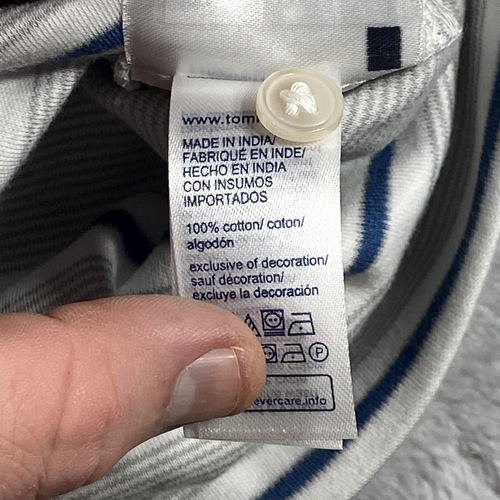 www.tom
MADE IN INDIA/
FABRIQUÉ EN INDE/
HECHO EN INDIA
CON INSUMOS
IMPORTADOS
100% cotton/ coton/
algodón
exclusive of decoration/
sauf décoration/
excluye la decoración
P
evercare.info